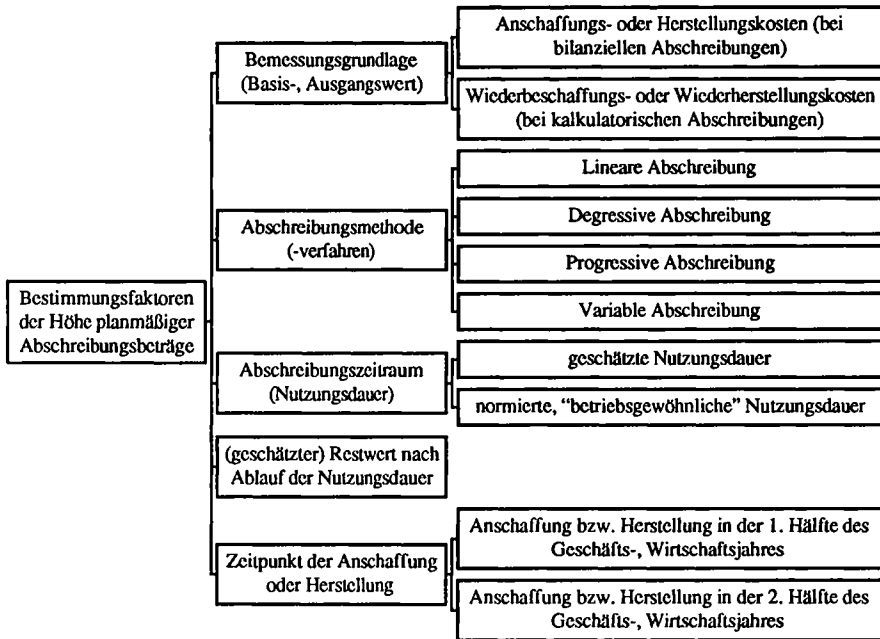 Bestimmungsfaktoren
der Höhe planmäßiger
Abschreibungsbeträge
Bemessungsgrundlage
(Basis-, Ausgangswert)
Anschaffungs- oder Herstellungskosten (bei
bilanziellen Abschreibungen)
Wiederbeschaffungs- oder Wiederherstellungskosten
(bei kalkulatorischen Abschreibungen)
Abschreibungsmethode
(-verfahren)
Lineare Abschreibung
Degressive Abschreibung
Progressive Abschreibung
Variable Abschreibung
Abschreibungszeitraum
(Nutzungsdauer)
geschätzte Nutzungsdauer
normierte, “betriebsgewöhnliche” Nutzungsdauer
(geschätzter) Restwert nach
Ablauf der Nutzungsdauer
Zeitpunkt der Anschaffung
oder Herstellung
Anschaffung bzw. Herstellung in der 1. Hälfte des
Geschäfts-, Wirtschaftsjahres
Anschaffung bzw. Herstellung in der 2. Hälfte des
Geschäfts-, Wirtschaftsjahres